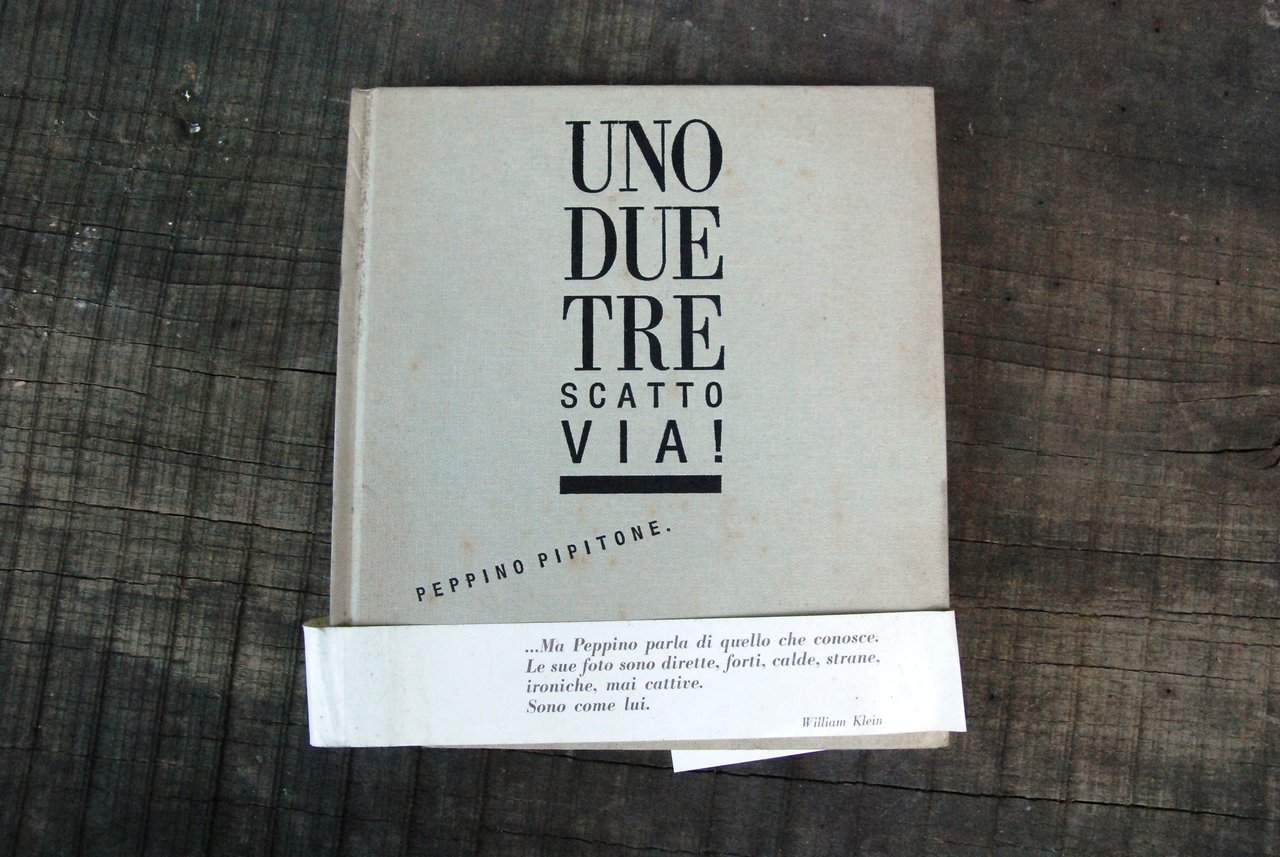 UNO
DUE
TRE
SCATTO
VIA!
PEPPINO PIPITONE.
...Ma Peppino parla di quello che conosce.
Le sue foto sono dirette, forti, calde, strane,
ironiche, mai cattive.
Sono come lui.
William Klein